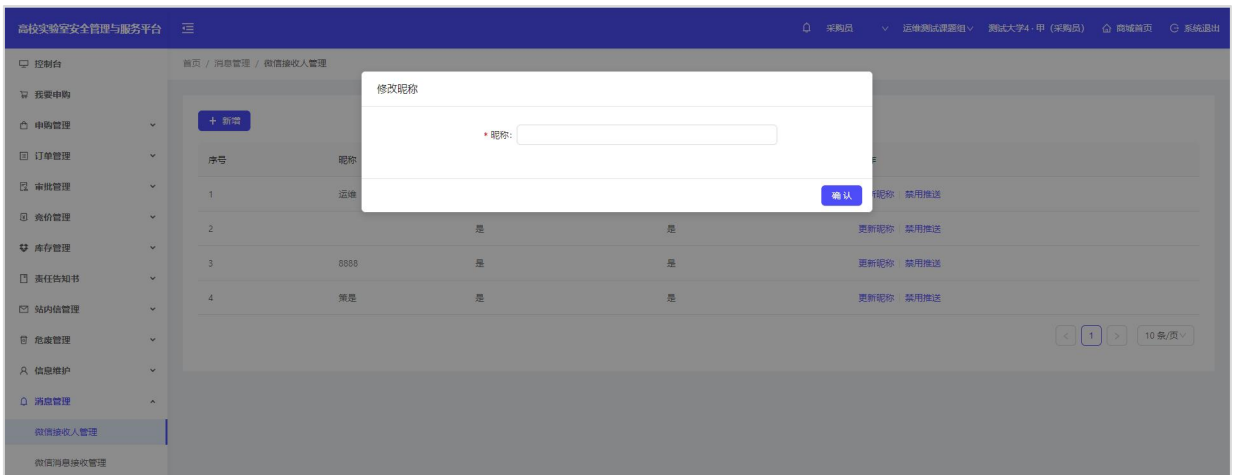 高校实验室安全管理与服务平台
采购员 运维测试课题组 测试大学4 - 甲（采购员） 商城首页 系统退出
控制台
首页 / 消息管理 / 微信接收人管理
修改昵称
我要申购
申购管理
+ 新增
* 昵称:
订单管理
序号 昵称
审批管理
确认
1 运维 昵称 禁用推送
竞价管理
2 是 是 更新昵称 禁用推送
库存管理
3 8888 是 是 更新昵称 禁用推送
责任告知书
4 策是 是 是 更新昵称 禁用推送
站内信管理
< 1 > 10 条/页
危废管理
信息维护
消息管理
微信接收人管理
微信消息接收管理